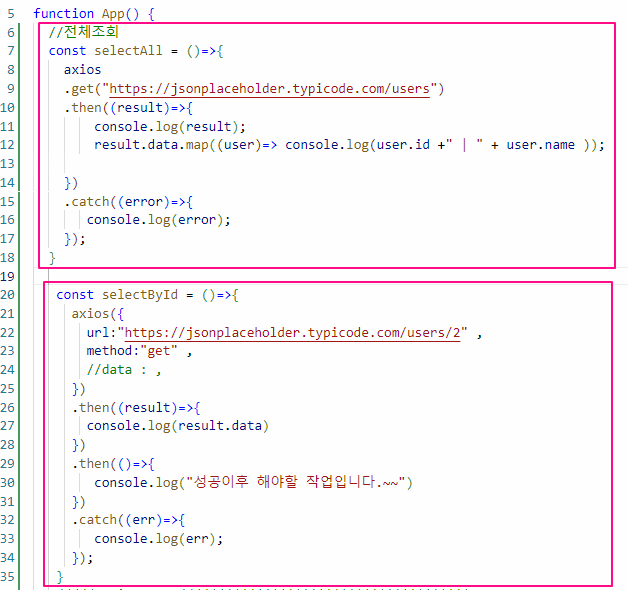 5 function App() {
6 //전체조회
7 const selectAll = ()=>{
8 axios
9 .get("https://jsonplaceholder.typicode.com/users")
10 .then((result)=>{
11 console.log(result);
12 result.data.map((user)=> console.log(user.id +" | " + user.name ));
13
14 })
15 .catch((error)=>{
16 console.log(error);
17 });
18 }
19
20 const selectById = ()=>{
21 axios({
22 url:"https://jsonplaceholder.typicode.com/users/2" ,
23 method:"get" ,
24 //data : ,
25 })
26 .then((result)=>{
27 console.log(result.data)
28 })
29 .then(()=>{
30 console.log("성공이후 해야할 작업입니다.~~")
31 })
32 .catch((err)=>{
33 console.log(err);
34 });
35 }